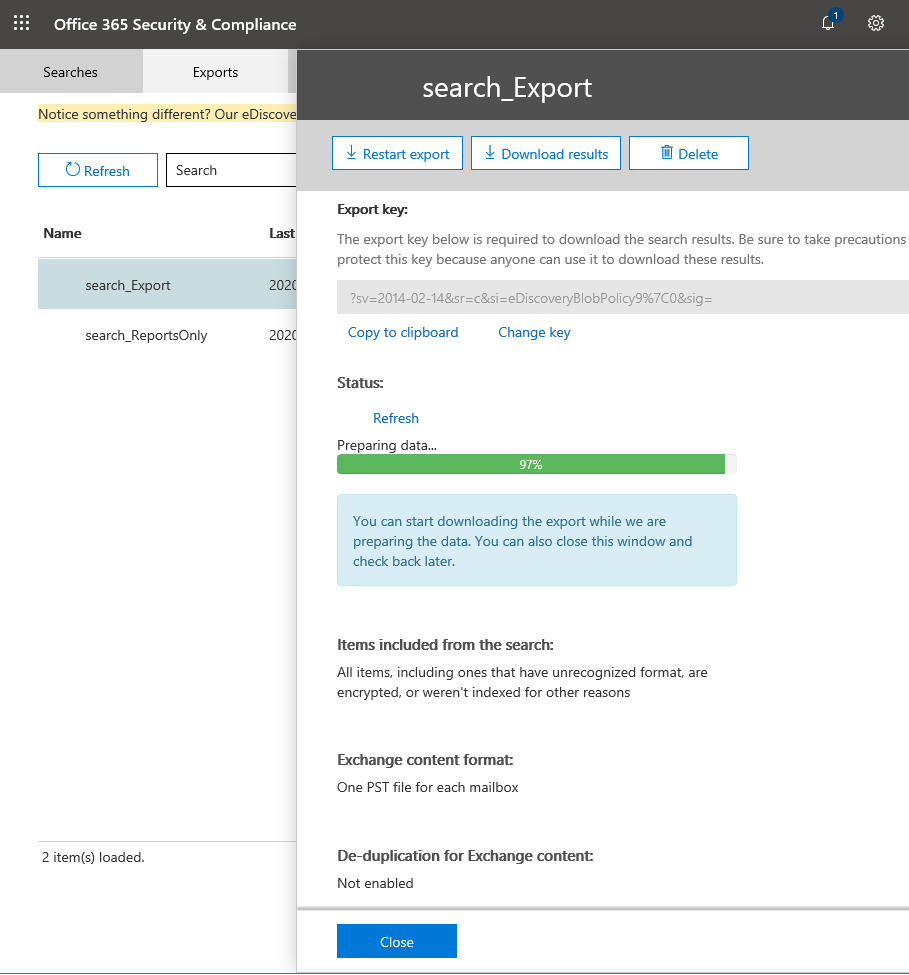 Office 365 Security & Compliance
1
Searches
Exports
Notice something different? Our eDiscove
Refresh
Search
Name
Last
search_Export
2020
search_ReportsOnly
2020
2 item(s) loaded.
search_Export
Restart export
Download results
Delete
Export key:
The export key below is required to download the search results. Be sure to take precautions
protect this key because anyone can use it to download these results.
?sv=2014-02-14&sr=c&si=eDiscoveryBlobPolicy9%7C0&sig=
Copy to clipboard
Change key
Status:
Refresh
Preparing data...
97%
You can start downloading the export while we are
preparing the data. You can also close this window and
check back later.
Items included from the search:
All items, including ones that have unrecognized format, are
encrypted, or weren't indexed for other reasons
Exchange content format:
One PST file for each mailbox
De-duplication for Exchange content:
Not enabled
Close